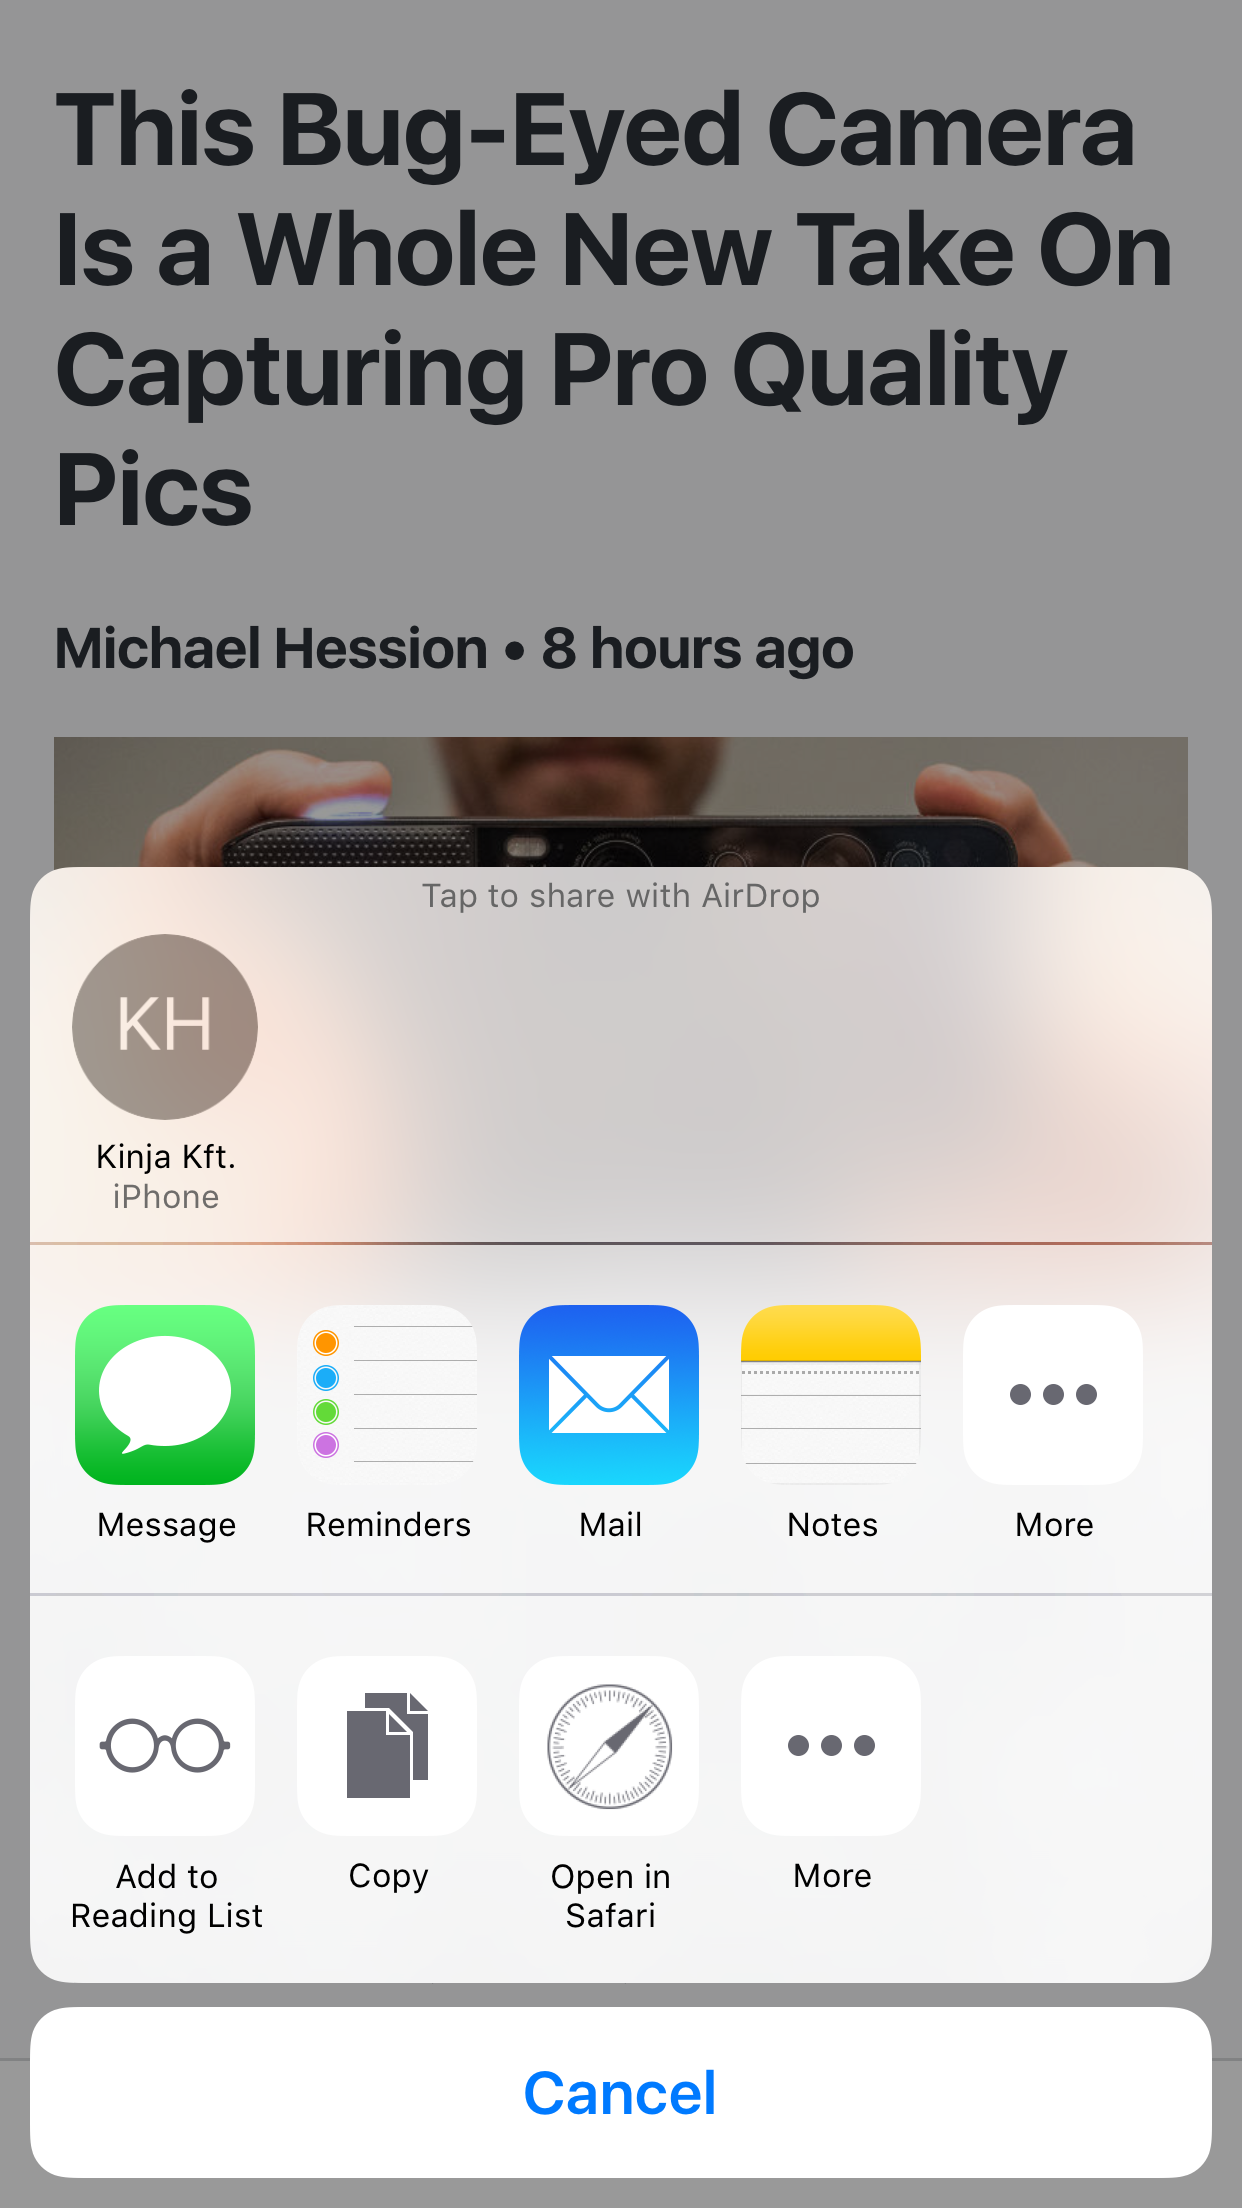 This Bug-Eyed Camera
Is a Whole New Take On
Capturing Pro Quality
Pics
Michael Hession • 8 hours ago
Tap to share with AirDrop
KH
Kinja Kft.
iPhone
Message
Reminders
Mail
Notes
More
Add to
Reading List
Copy
Open in
Safari
More
Cancel